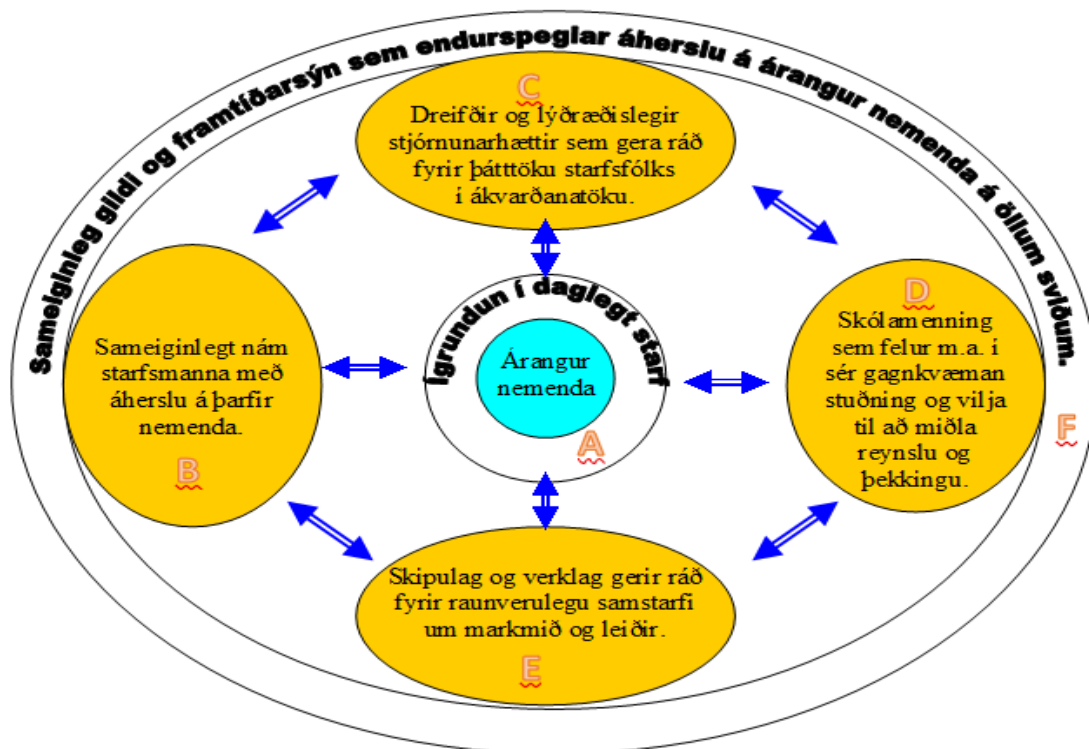 Sameiginleg gildi og framtíðarsýn sem endurspeglar áherslu á árangur nemenda á öllum sviðum.
C
Dreifðir og lýðræðislegir
stjórnunarhættir sem gera ráð
fyrir þátttöku starfsfólks
í ákvarðanatöku.
Sameiginlegt nám
starfsmanna með
áherslu á þarfir
nemenda.
B
Ígrundun í daglegt starf
Árangur
nemenda
A
D
Skólamenning
sem felur m.a. í
sér gagnkvæman
stuðning og vilja
til að miðla
reynslu og
þekkingu.
F
Skipulag og verklag gerir ráð
fyrir raunverulegu samstarfi
um markmið og leiðir.
E